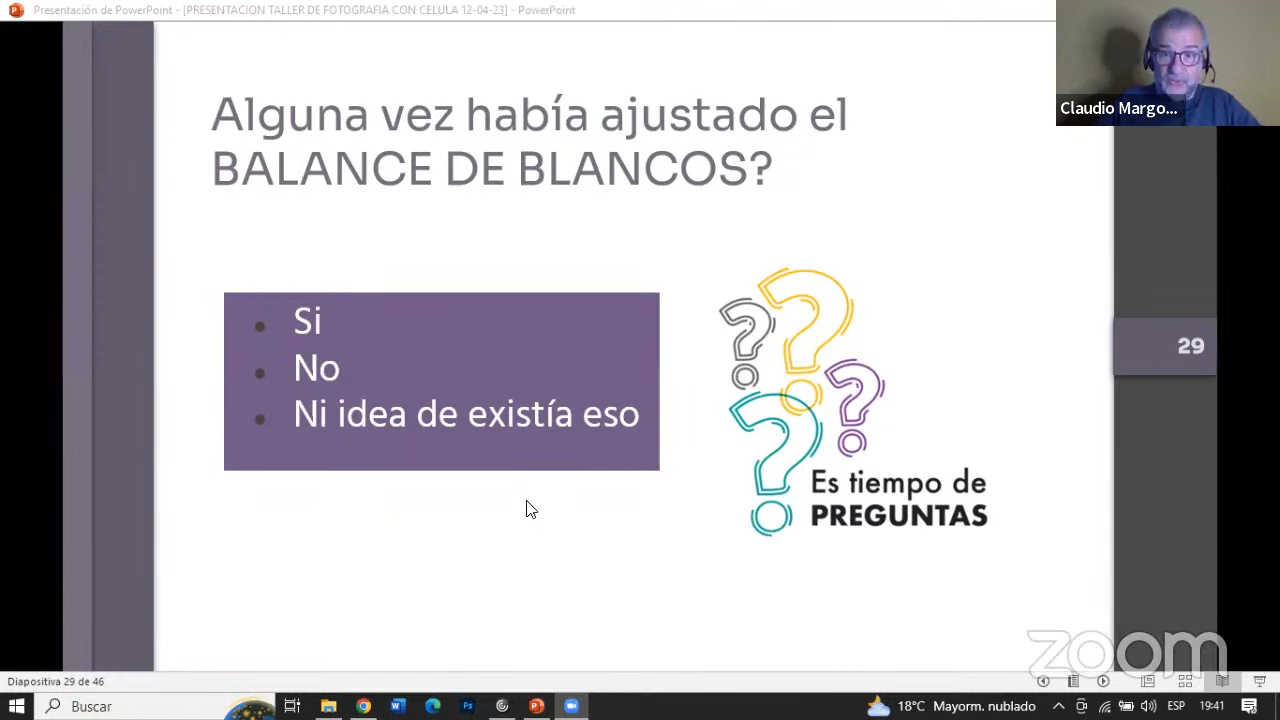 Presentación de PowerPoint - [PRESENTACION TALLER DE FOTOGRAFIA CON CELULA 12-04-23] - PowerPoint
Claudio Margo...
Alguna vez había ajustado el
BALANCE DE BLANCOS?
• Si
• No
• Ni idea de existía eso
Es tiempo de
PREGUNTAS
29
zoom
Diapositiva 29 de 46
Buscar
18°C Mayorm. nublado
ESP
19:41